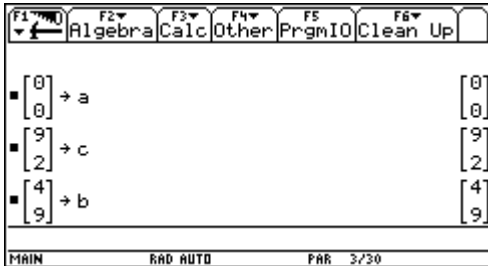 F1 F2 Algebra F3 Calc F4 Other F5 PrgmIO F6 Clean Up
[0 0] → a [0 0]
[9 2] → c [9 2]
[4 9] → b [4 9]
MAIN RAD AUTO PAR 3/30